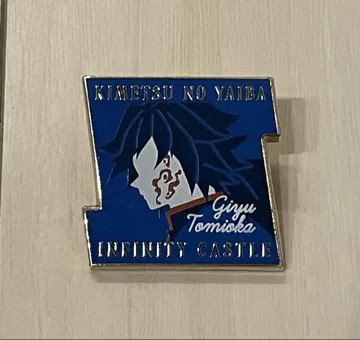 KIMETSU NO YAIBA
Giyu
Tomioka
INFINITY CASTLE